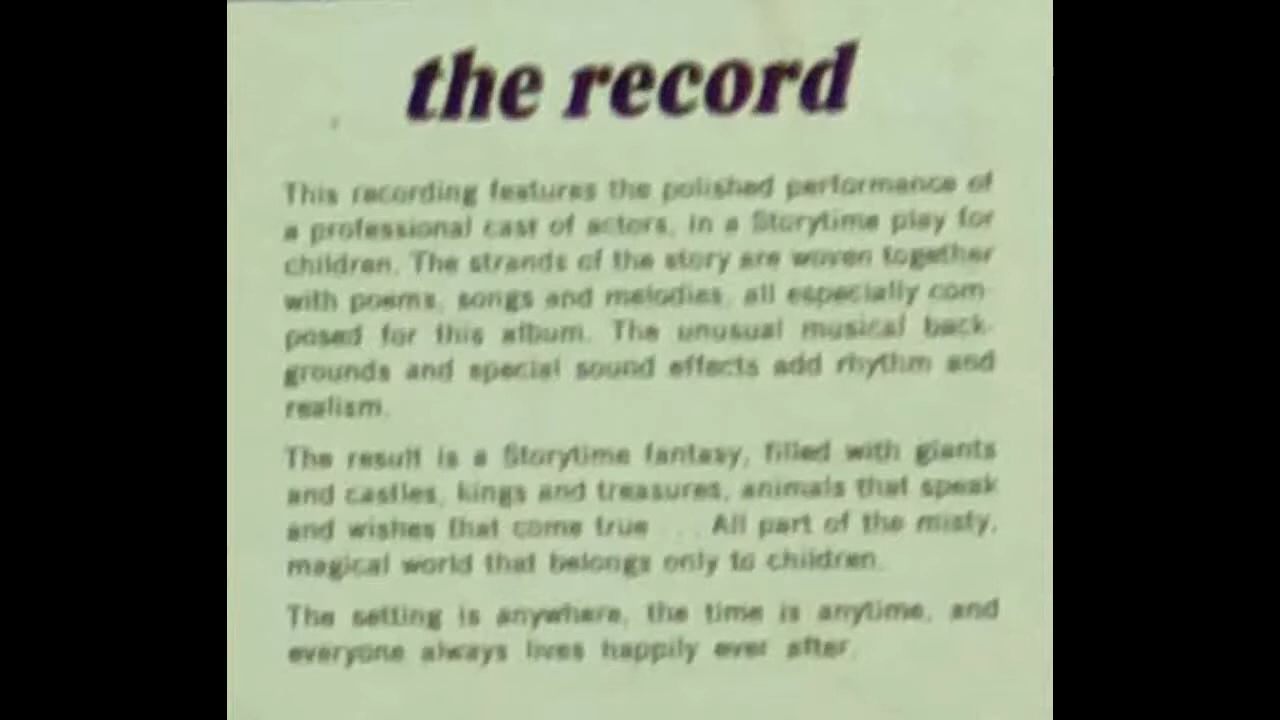 the record
This recording features the polished performance of
a professional cast of actors, in a Storytime play for
children. The strands of the story are woven together
with poems, songs and melodies, all especially com-
posed for this album. The unusual musical back-
grounds and special sound effects add rhythm and
realism.
The result is a Storytime fantasy, filled with giants
and castles, kings and treasures, animals that speak
and wishes that come true ... All part of the misty,
magical world that belongs only to children.
The setting is anywhere, the time is anytime, and
everyone always lives happily ever after.